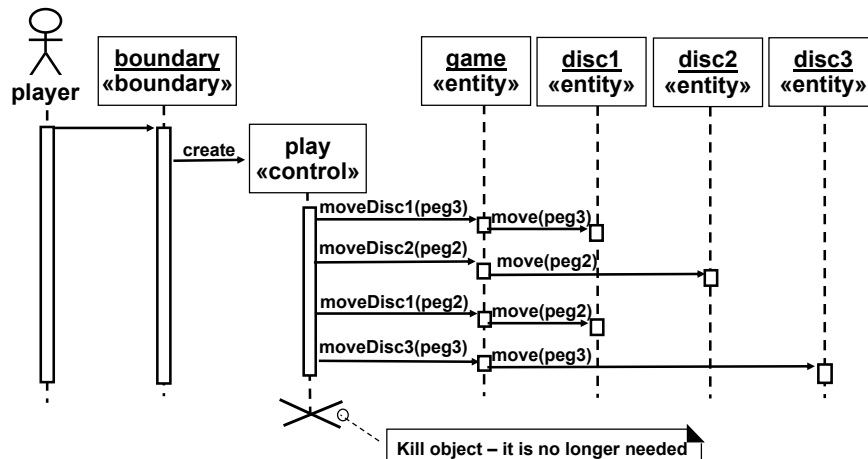 player
boundary
«boundary»
game
«entity»
disc1
«entity»
disc2
«entity»
disc3
«entity»
create
play
«control»
moveDisc1(peg3)
move(peg3)
moveDisc2(peg2)
move(peg2)
moveDisc1(peg2)
move(peg2)
moveDisc3(peg3)
move(peg3)
Kill object – it is no longer needed